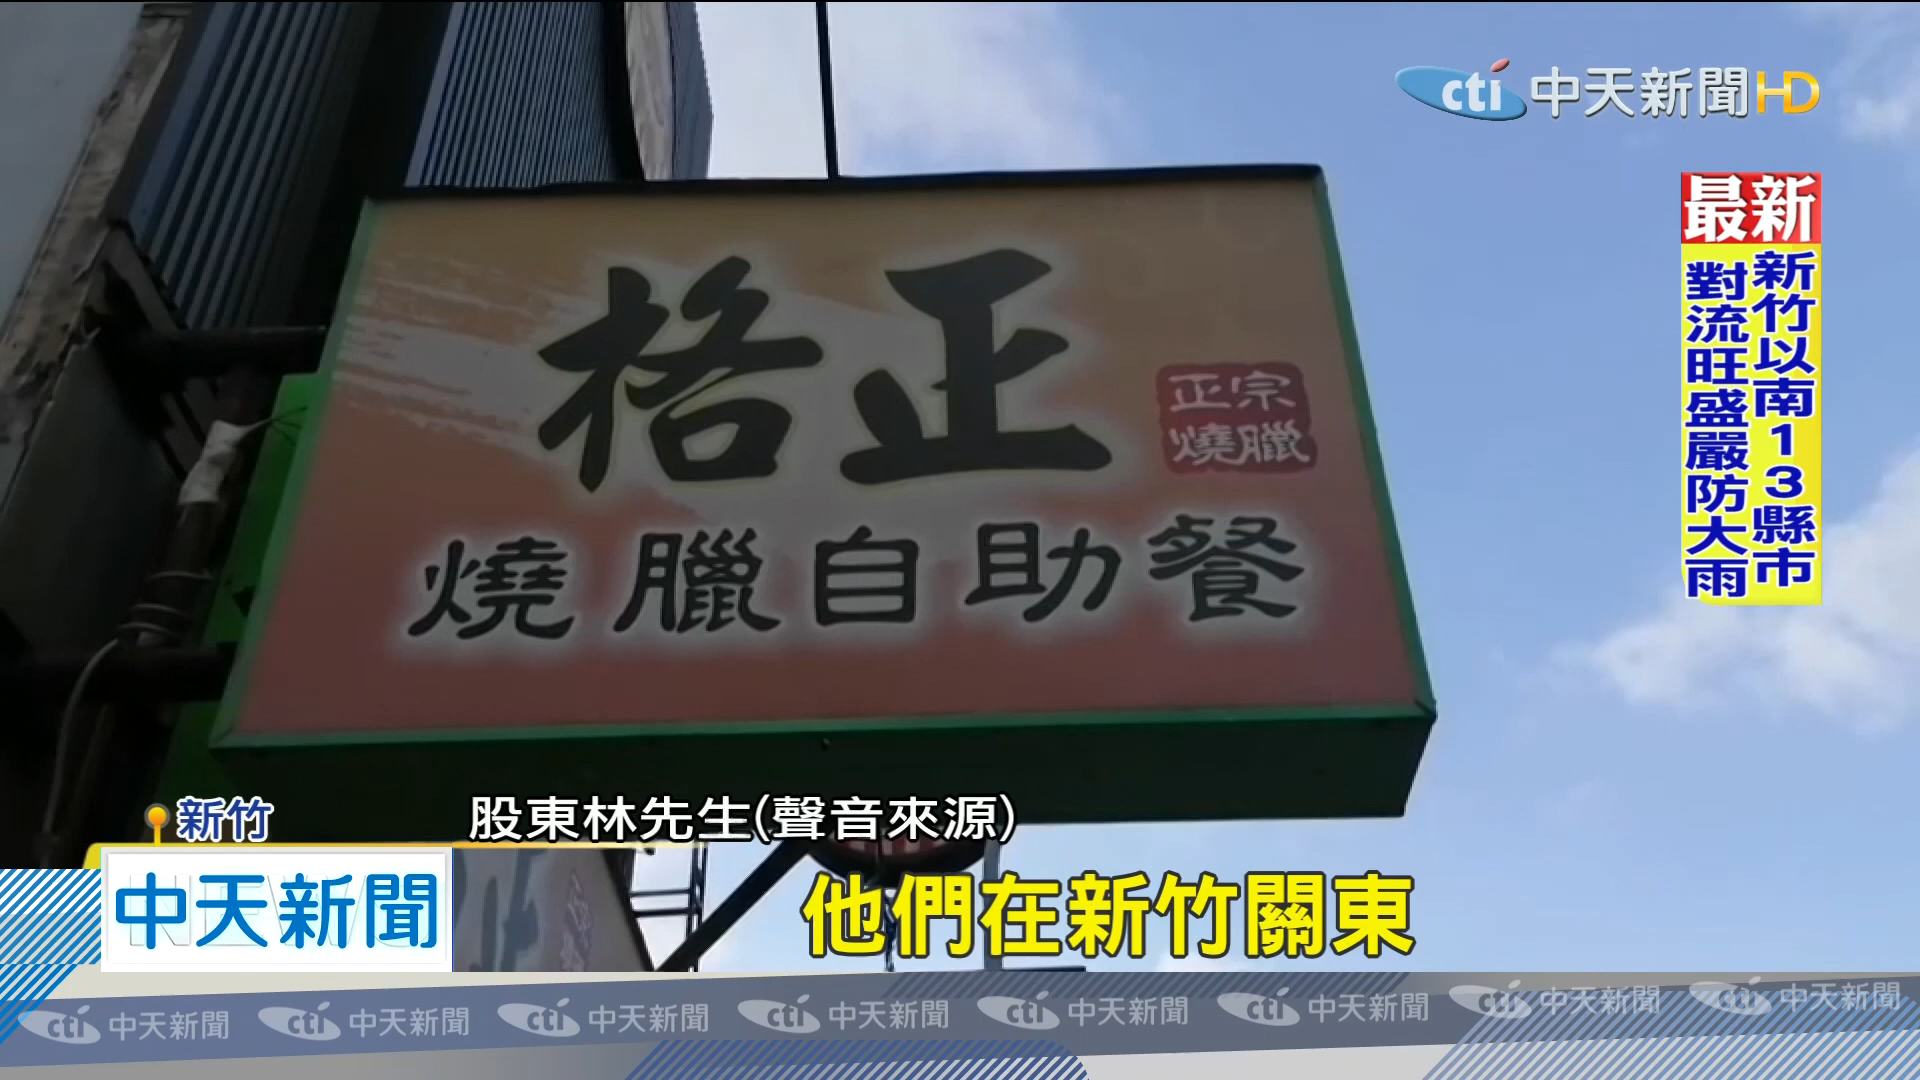 cti 中天新聞HD
最新
新竹以南13縣市
對流旺盛嚴防大雨
格正
正宗
燒臘
燒臘自助餐
新竹
股東林先生(聲音來源)
中天新聞
他們在新竹關東
cti 中天新聞 cti 中天新聞 cti 中天新聞 cti 中天新聞 cti 中天新聞 cti 中天新聞 cti 中天新聞 cti 中天新聞